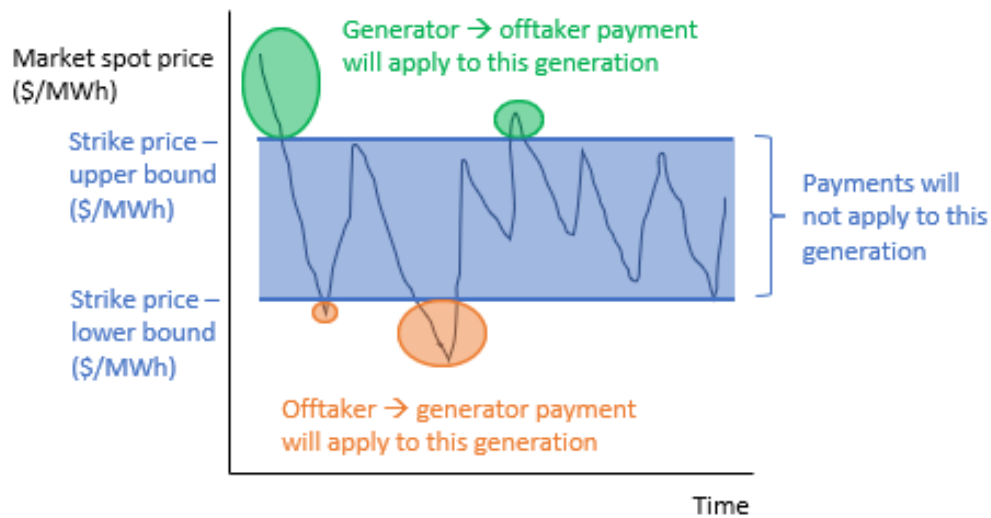 Generator → offtaker payment
will apply to this generation
Market spot price
($/MWh)
Strike price –
upper bound
($/MWh)
Payments will
not apply to this
generation
Strike price –
lower bound
($/MWh)
Offtaker → generator payment
will apply to this generation
Time